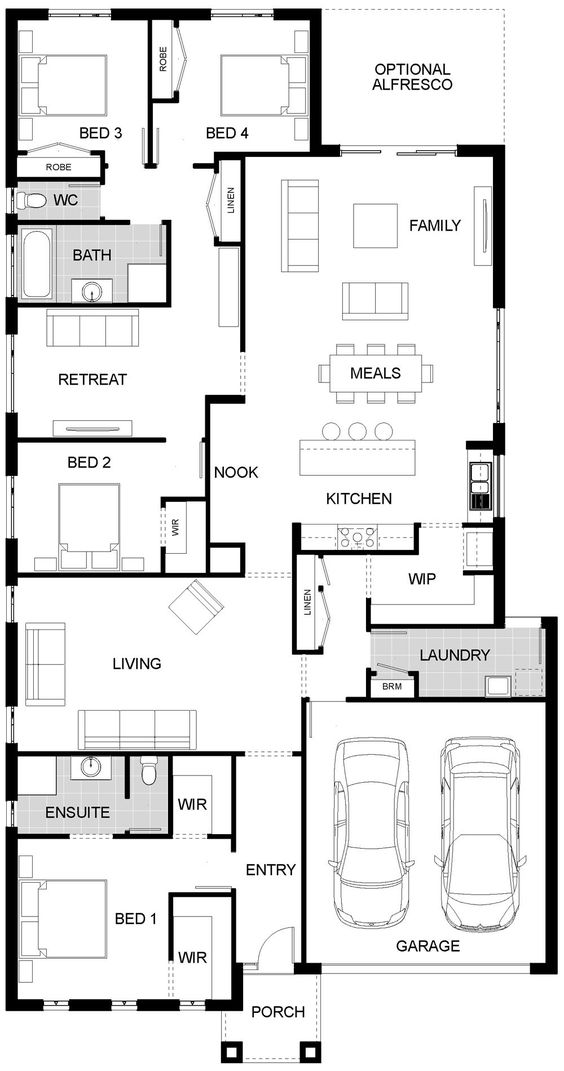 ROBE
OPTIONAL
ALFRESCO
BED 3
BED 4
ROBE
WC
LINEN
FAMILY
BATH
RETREAT
MEALS
BED 2
NOOK
KITCHEN
WIR
WIP
LINEN
LIVING
LAUNDRY
BRM
ENSUITE
WIR
ENTRY
BED 1
GARAGE
WIR
PORCH